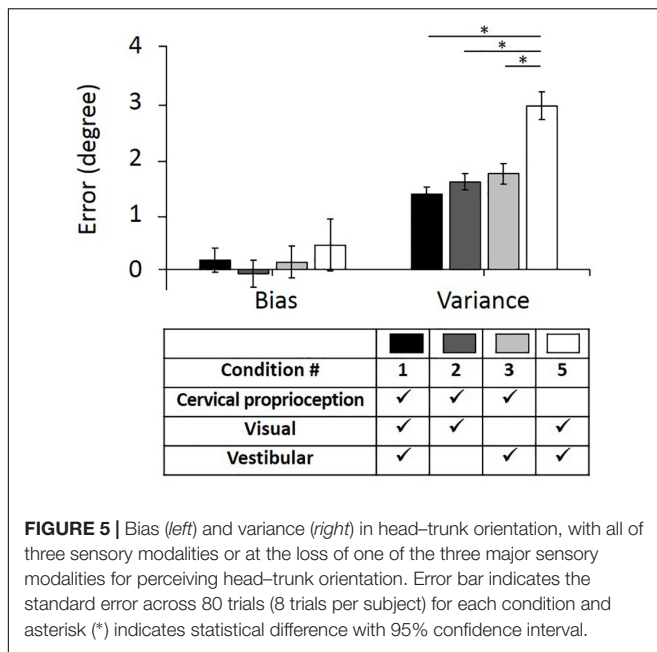 *
*
*
4
3
2
1
0
Error (degree)
Bias Variance
Condition # 1 2 3 5
Cervical proprioception ✓ ✓ ✓
Visual ✓ ✓ ✓
Vestibular ✓ ✓ ✓
FIGURE 5 | Bias (left) and variance (right) in head–trunk orientation, with all of
three sensory modalities or at the loss of one of the three major sensory
modalities for perceiving head–trunk orientation. Error bar indicates the
standard error across 80 trials (8 trials per subject) for each condition and
asterisk (*) indicates statistical difference with 95% confidence interval.